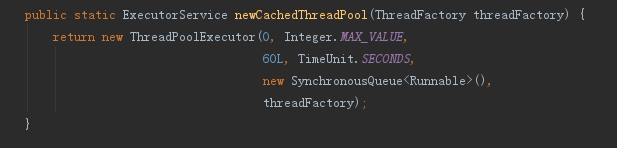 public static ExecutorService newCachedThreadPool(ThreadFactory threadFactory) {
return new ThreadPoolExecutor(0, Integer.MAX_VALUE,
60L, TimeUnit.SECONDS,
new SynchronousQueue<Runnable>(),
threadFactory);
}